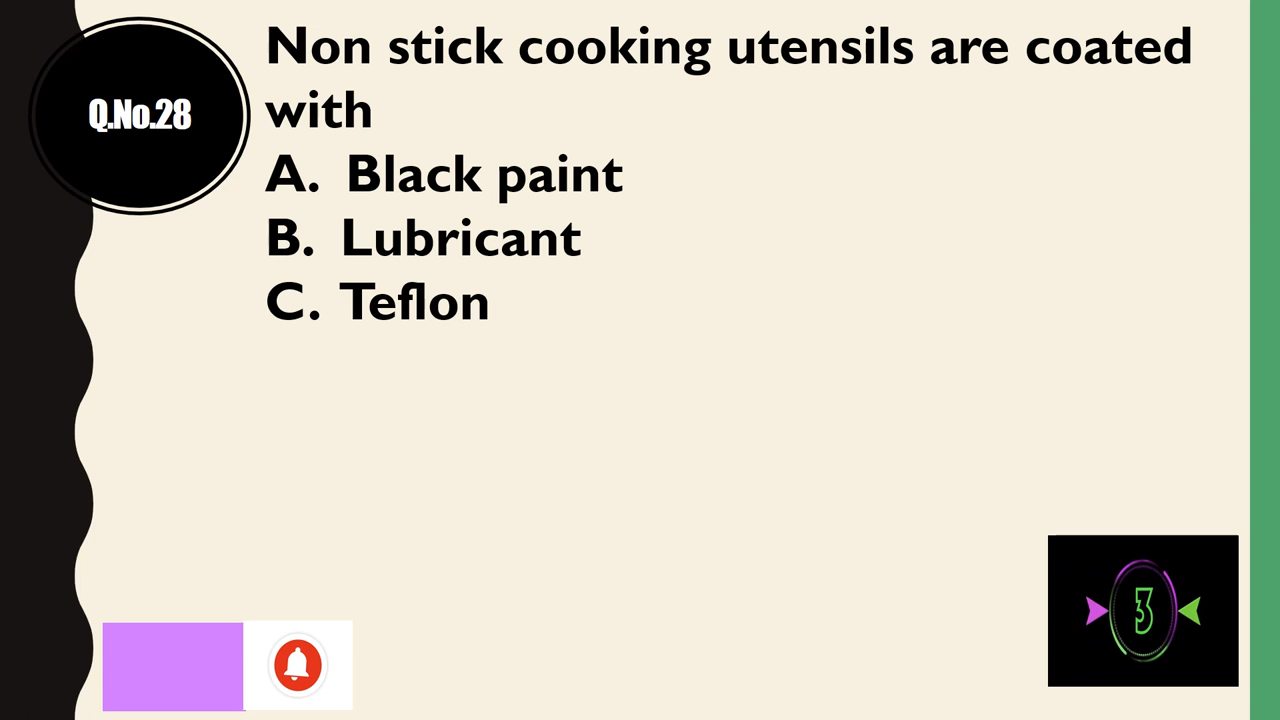 Q.No.28
Non stick cooking utensils are coated
with
A. Black paint
B. Lubricant
C. Teflon
3